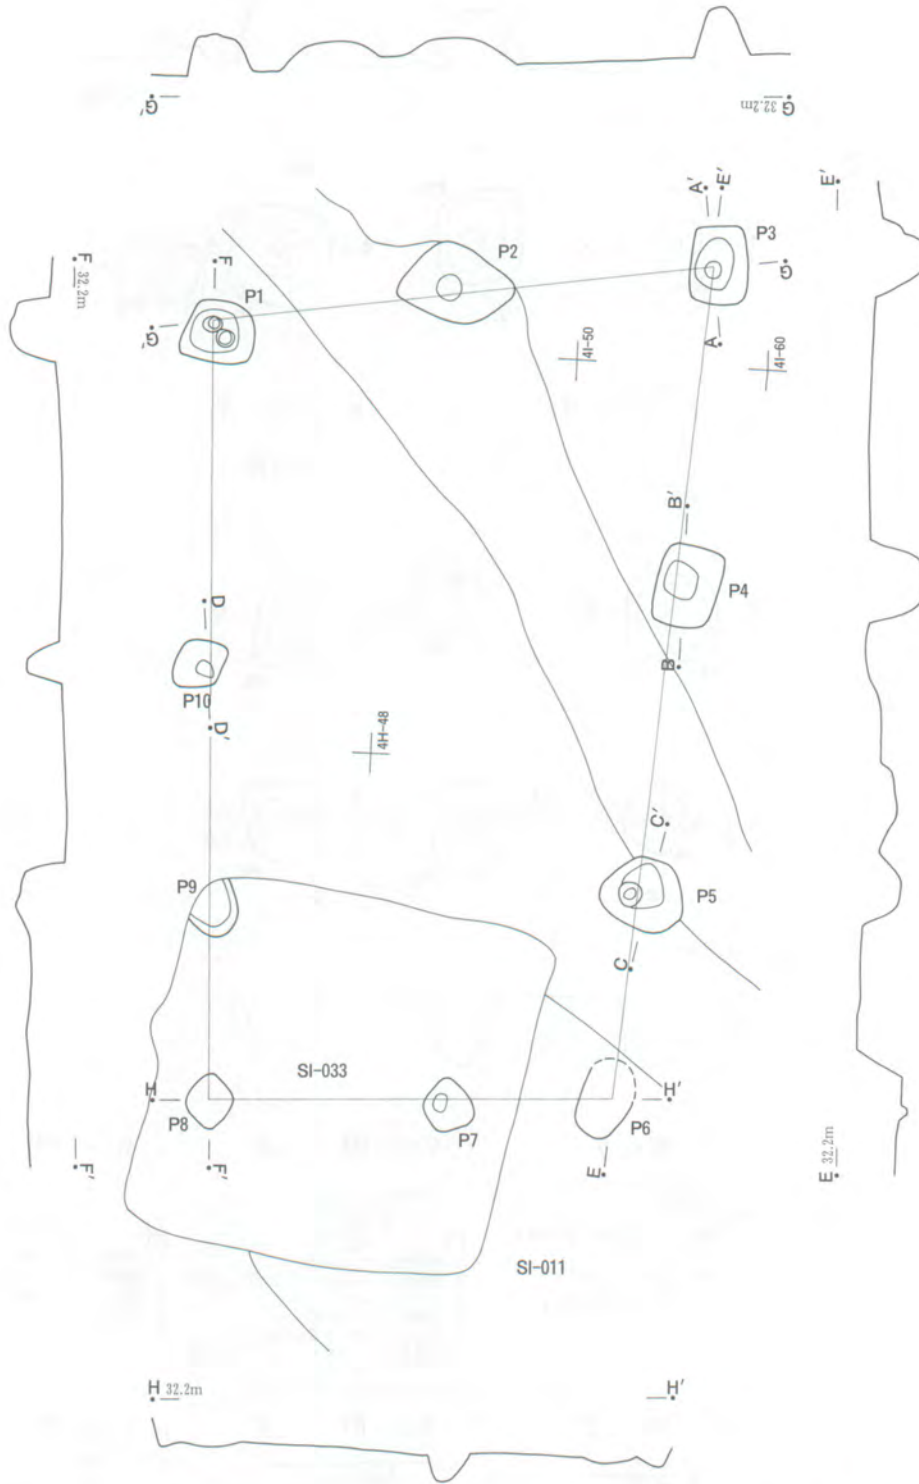 G′
32.2m G
A′
E′
E′
F
32.2m
F
P1
P2
P3
G′
G
A
4I-50
4I-60
B′
P4
D
B
P10
D′
4H-48
C′
P9
P5
C
SI-033
H
H′
P8
P7
P6
F′
F′
E
E 32.2m
SI-011
H 32.2m
H′